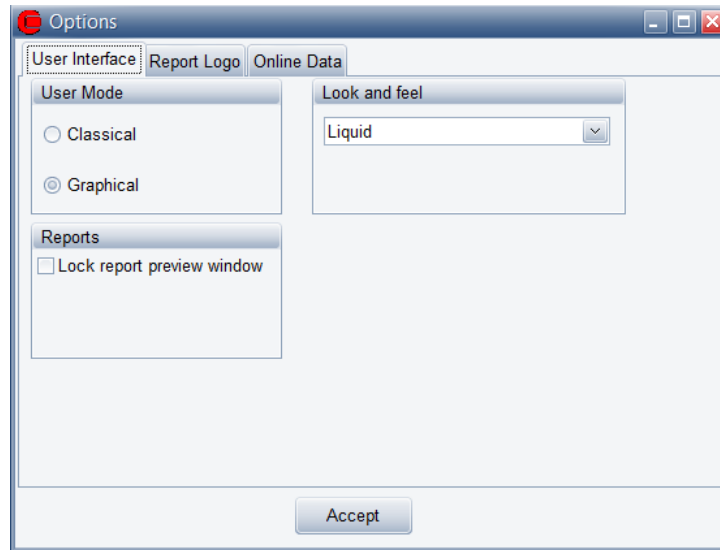 Options
User Interface
Report Logo
Online Data
User Mode
Classical
Graphical
Look and feel
Liquid
Reports
Lock report preview window
Accept